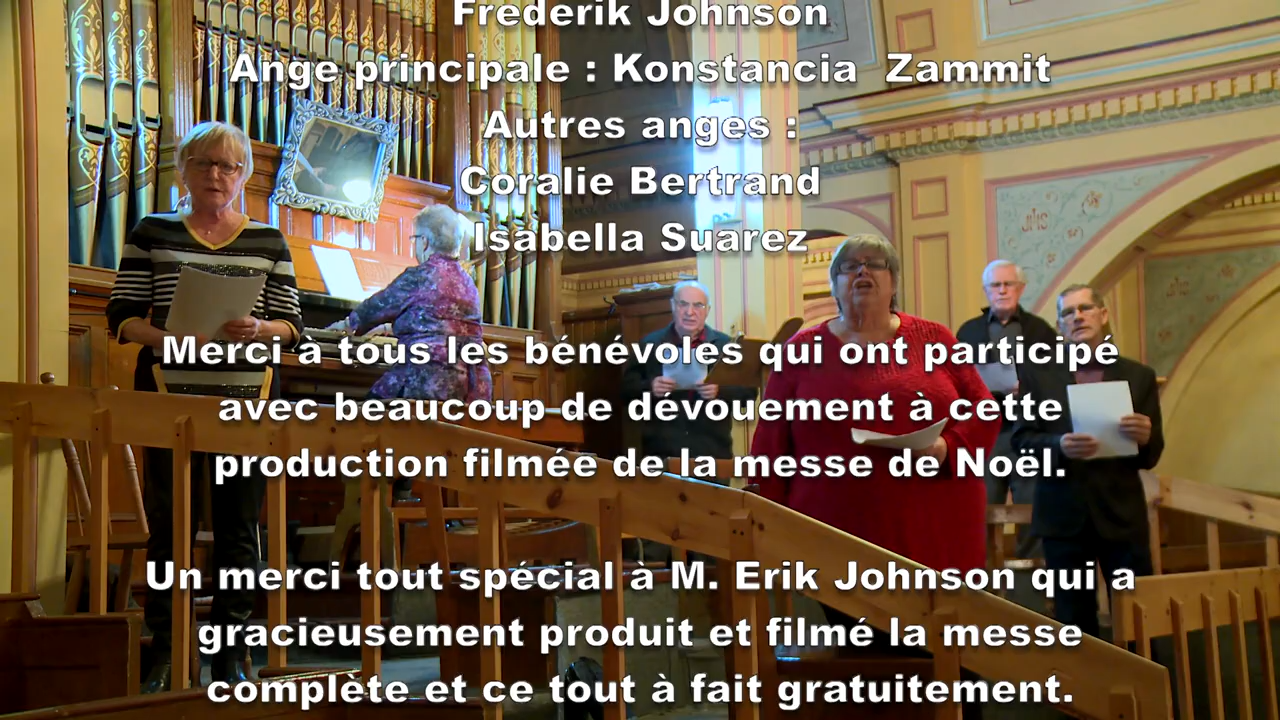 Frederik Johnson
Ange principale : Konstancia Zammit
Autres anges :
Coralie Bertrand
Isabella Suarez
Merci à tous les bénévoles qui ont participé
avec beaucoup de dévouement à cette
production filmée de la messe de Noël.
Un merci tout spécial à M. Erik Johnson qui a
gracieusement produit et filmé la messe
complète et ce tout à fait gratuitement.